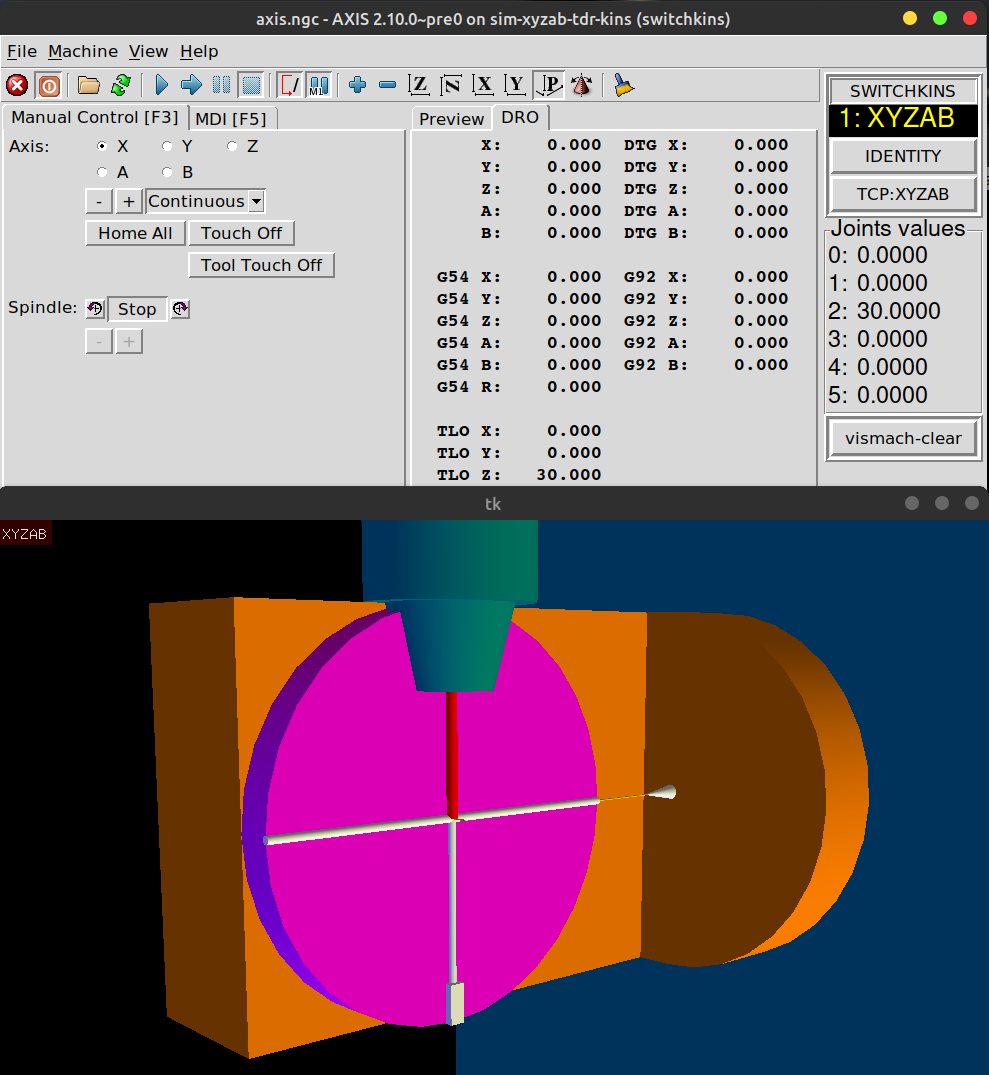 axis.ngc - AXIS 2.10.0~pre0 on sim-xyzab-tdr-kins (switchkins)
File Machine View Help
Z N X Y P
M1
Manual Control [F3] MDI [F5]
Axis: X Y Z
A B
- + Continuous
Home All Touch Off
Tool Touch Off
Spindle: Stop
- +
Preview DRO
X: 0.000 DTG X: 0.000
Y: 0.000 DTG Y: 0.000
Z: 0.000 DTG Z: 0.000
A: 0.000 DTG A: 0.000
B: 0.000 DTG B: 0.000
G54 X: 0.000 G92 X: 0.000
G54 Y: 0.000 G92 Y: 0.000
G54 Z: 0.000 G92 Z: 0.000
G54 A: 0.000 G92 A: 0.000
G54 B: 0.000 G92 B: 0.000
G54 R: 0.000
TLO X: 0.000
TLO Y: 0.000
TLO Z: 30.000
SWITCHKINS
1: XYZAB
IDENTITY
TCP:XYZAB
Joints values
0: 0.0000
1: 0.0000
2: 30.0000
3: 0.0000
4: 0.0000
5: 0.0000
vismach-clear
tk
XYZAB